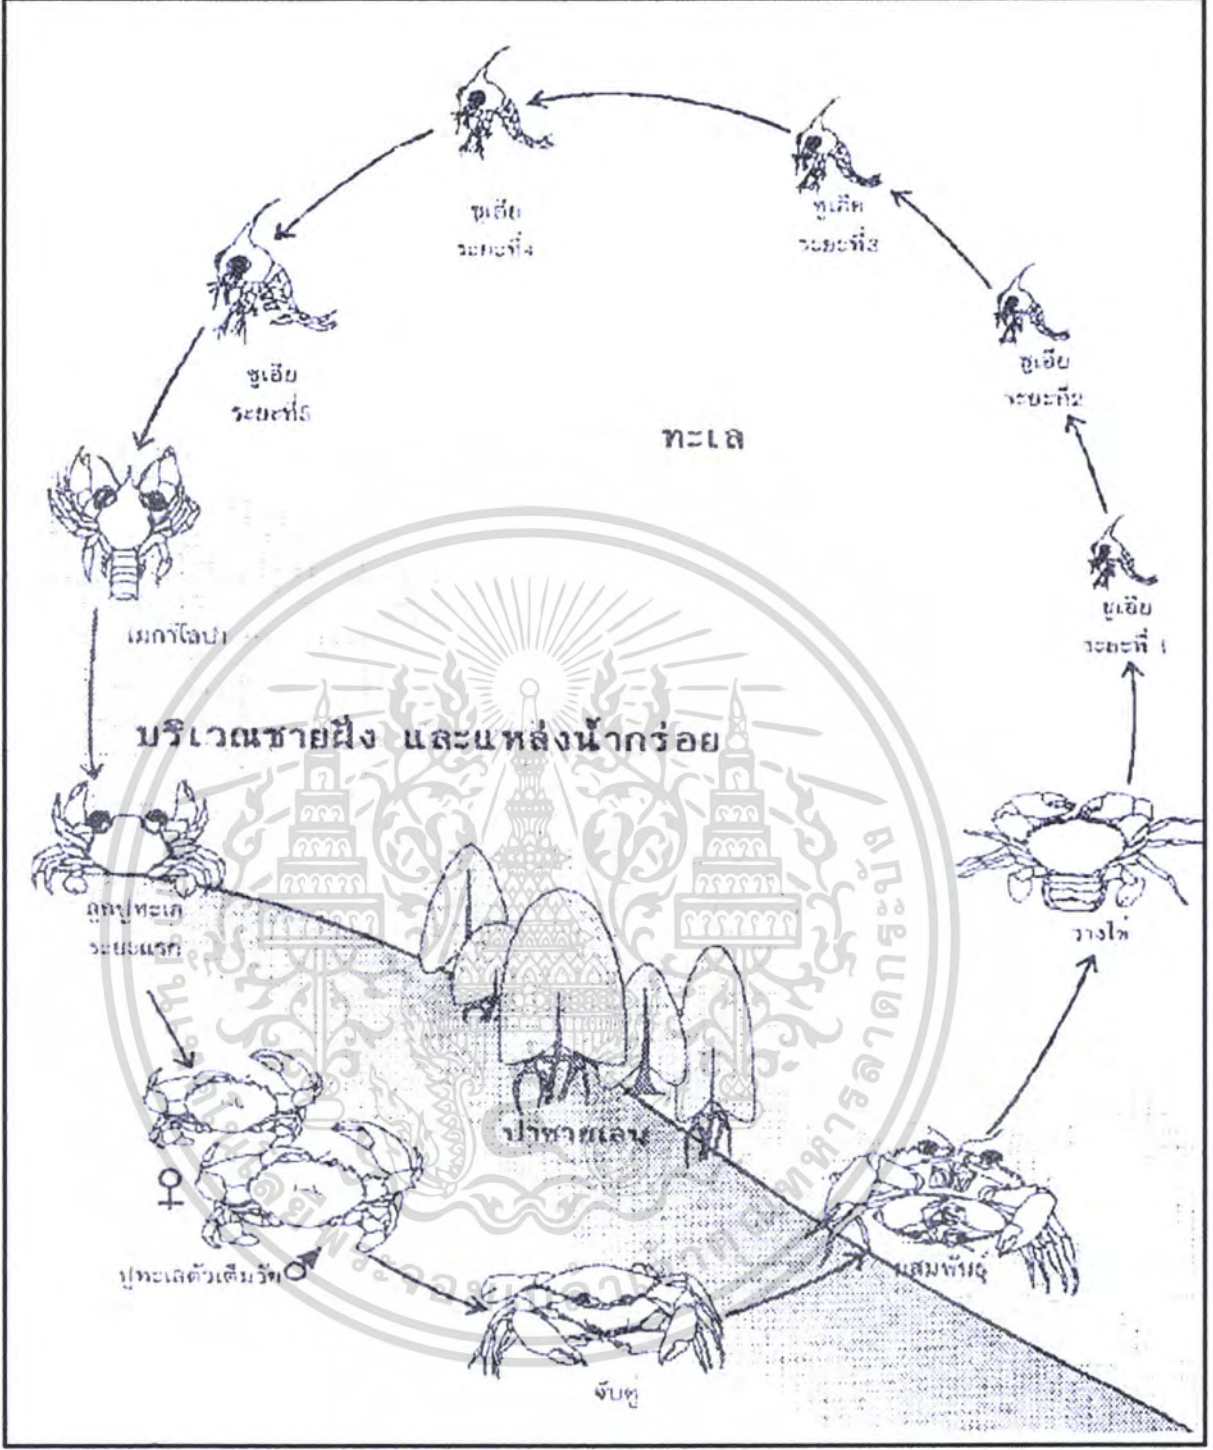 ซูเอีย
ระยะที่4
ซูเอีย
ระยะที่3
ซูเอีย
ระยะที่2
ซูเอีย
ระยะที่5
ทะเล
ซูเอีย
ระยะที่ 1
เมกาโลปา
บริเวณชายฝั่ง และแหล่งน้ำกร่อย
ลูกปูทะเล
ระยะแรก
วางไข่
ป่าชายเลน
♀
ปูทะเลตัวเต็มวัย♂
ผสมพันธุ์
จับคู่